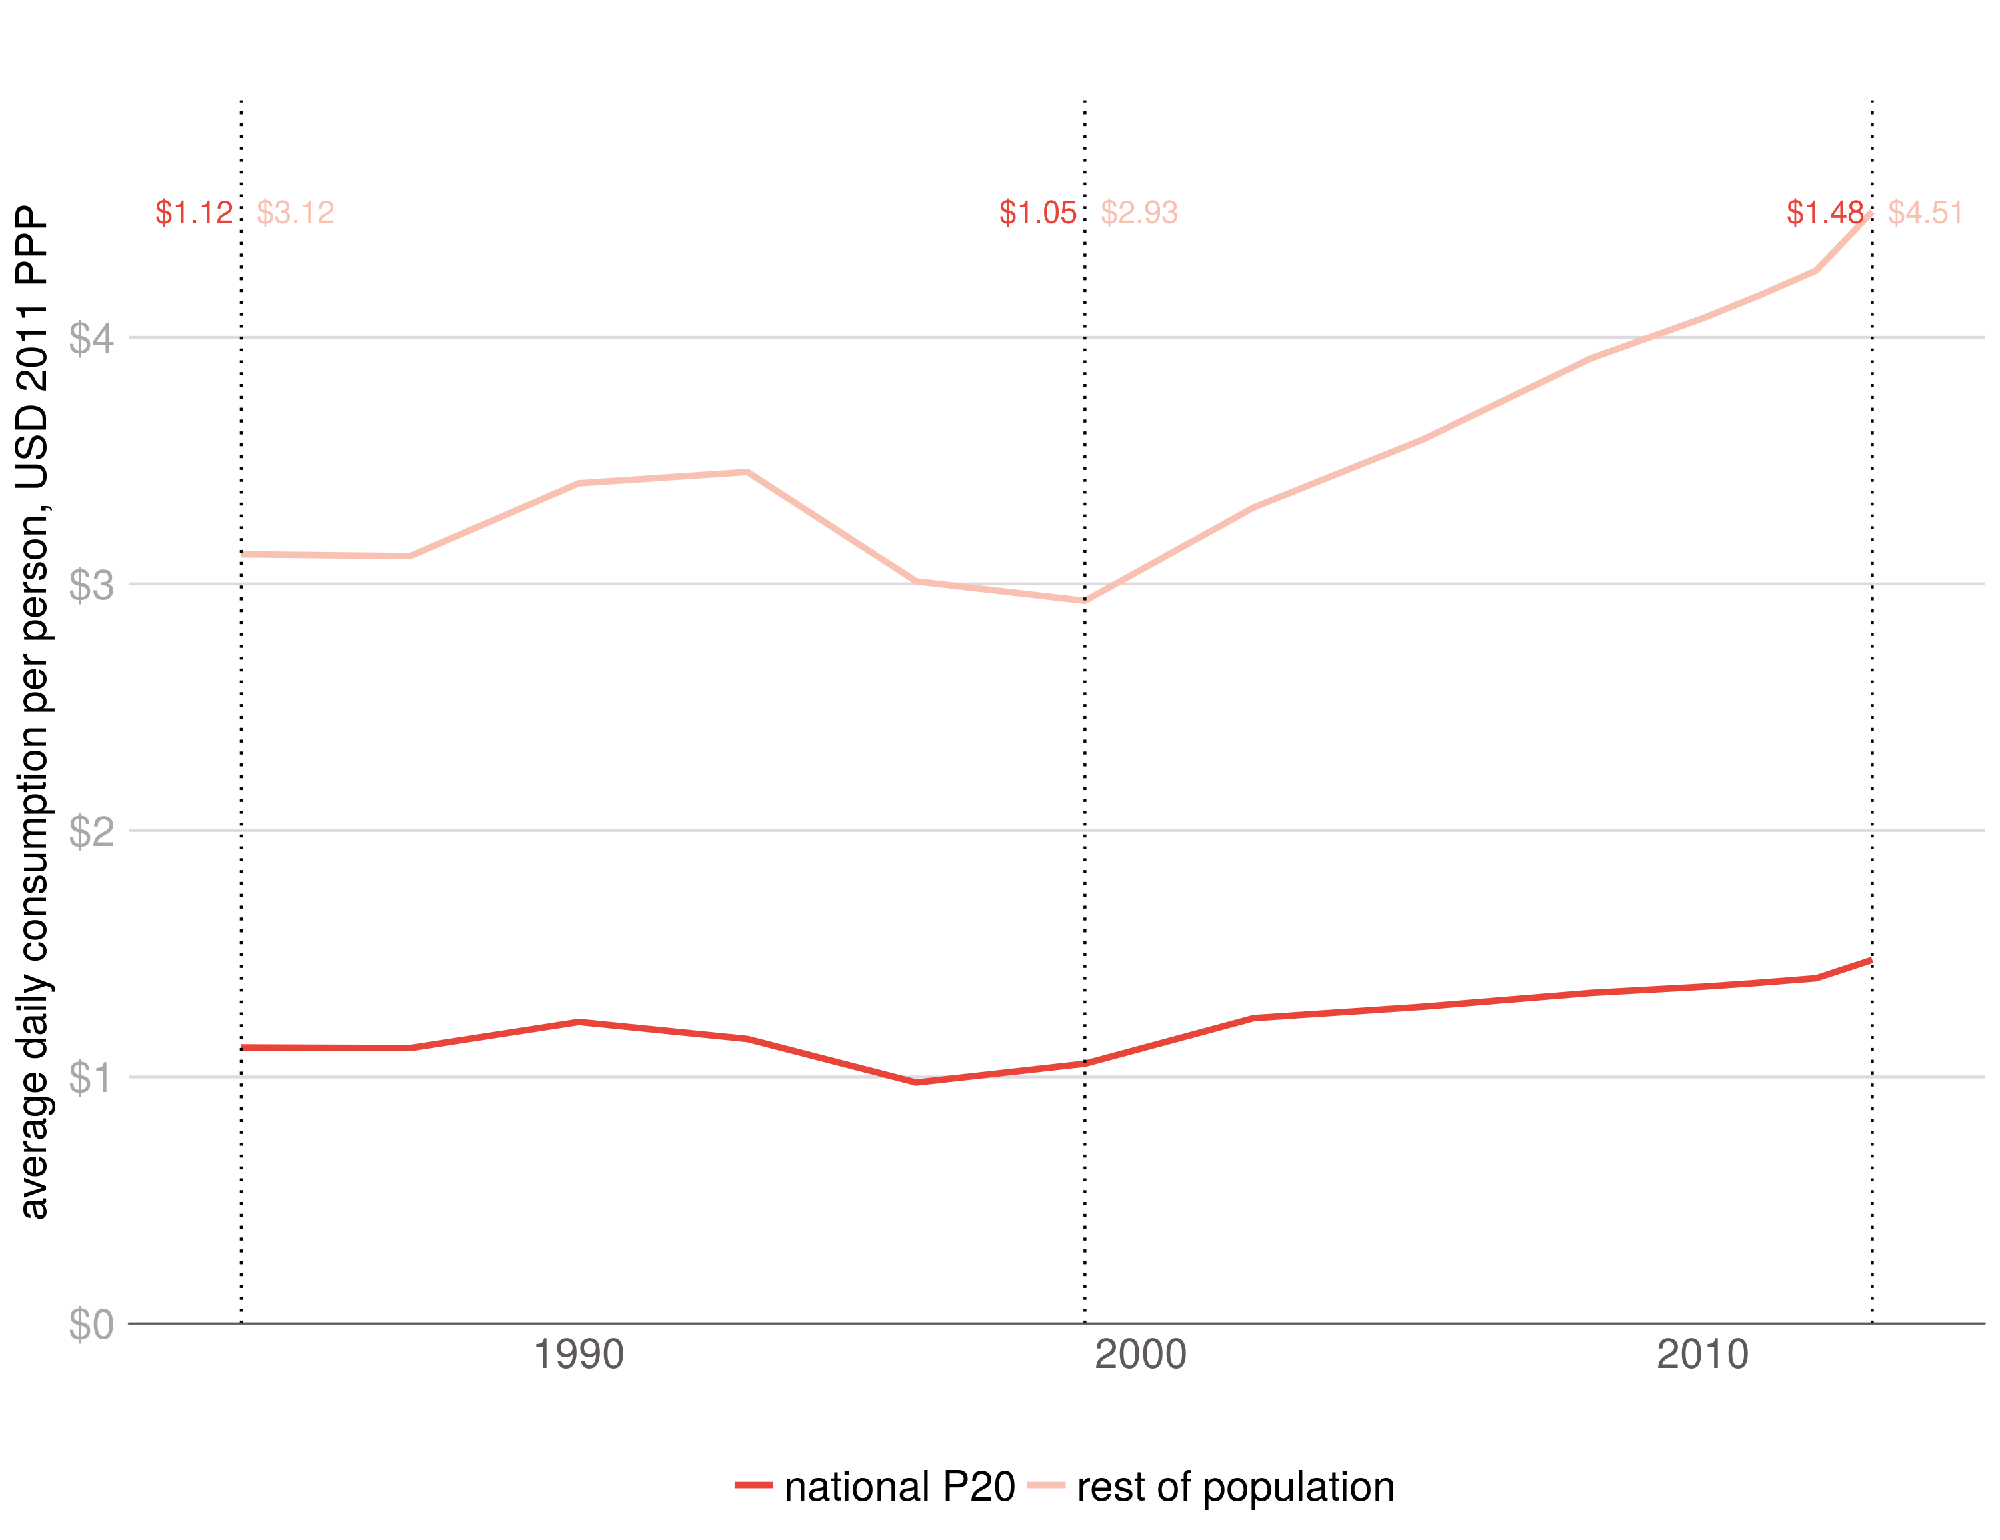 average daily consumption per person, USD 2011 PPP
$1.12 $3.12
$1.05 $2.93
$1.48 $4.51
$4
$3
$2
$1
$0
1990 2000 2010
national P20 rest of population